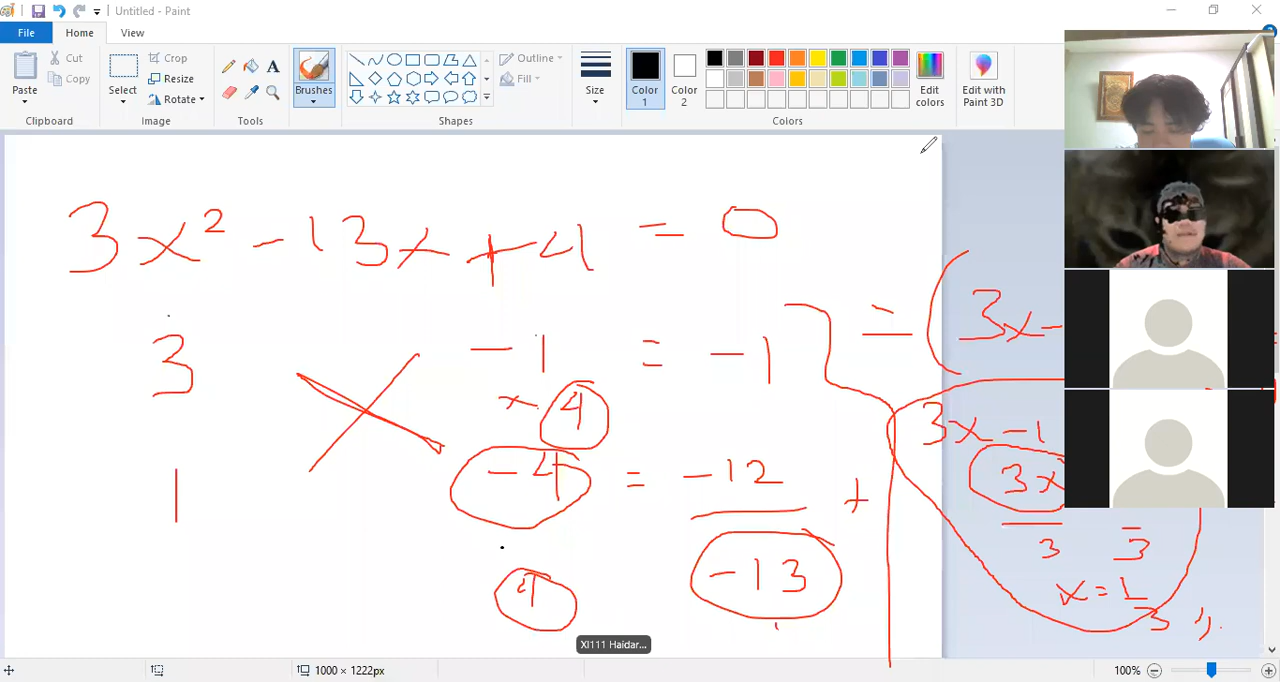 Untitled - Paint
File Home View
Paste
Cut
Copy
Clipboard
Select
Crop
Resize
Rotate
Image
Tools
Brushes
Shapes
Outline
Fill
Size
Color 1
Color 2
Edit colors
Colors
Edit with Paint 3D
3x² - 13x + 4 = 0
3 -1 = -1
4
1 -4 = -12 +
-13
4
= (3x -
3x - 1
3x
3 3
x = 1
3
XI111 Haidar...
1000 × 1222px
100%